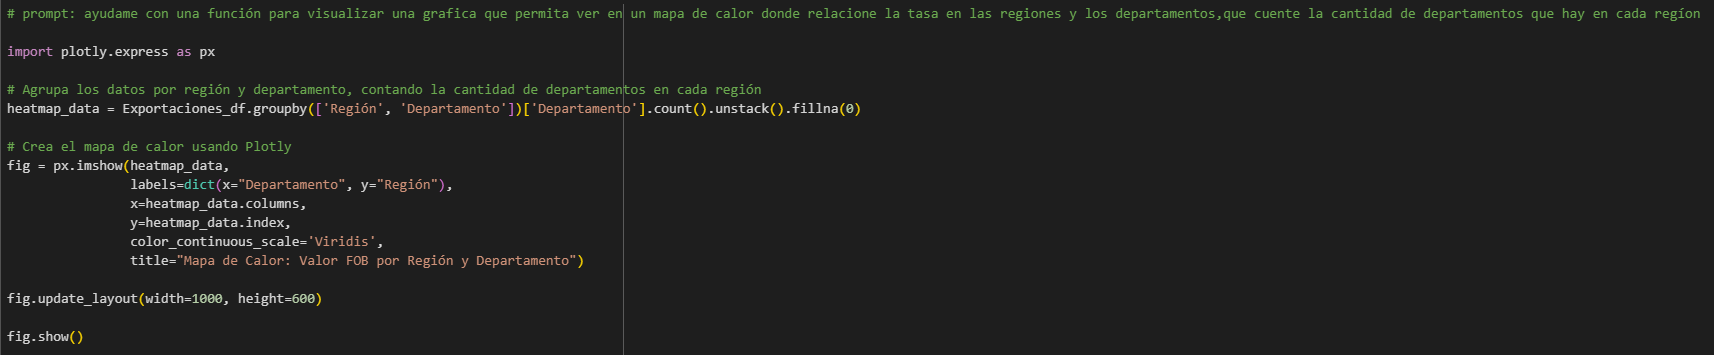 # prompt: ayudame con una función para visualizar una grafica que permita ver en un mapa de calor donde relacione la tasa en las regiones y los departamentos,que cuente la cantidad de departamentos que hay en cada regíon
import plotly.express as px
# Agrupa los datos por región y departamento, contando la cantidad de departamentos en cada región
heatmap_data = Exportaciones_df.groupby(['Región', 'Departamento'])['Departamento'].count().unstack().fillna(0)
# Crea el mapa de calor usando Plotly
fig = px.imshow(heatmap_data,
labels=dict(x="Departamento", y="Región"),
x=heatmap_data.columns,
y=heatmap_data.index,
color_continuous_scale='Viridis',
title="Mapa de Calor: Valor FOB por Región y Departamento")
fig.update_layout(width=1000, height=600)
fig.show()